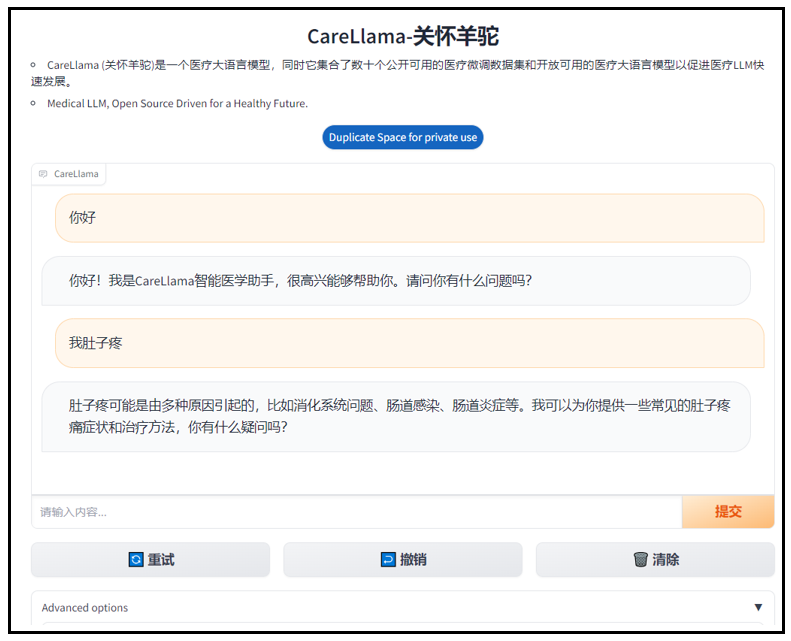 CareLlama-关怀羊驼
CareLlama (关怀羊驼)是一个医疗大语言模型，同时它集合了数十个公开可用的医疗微调数据集和开放可用的医疗大语言模型以促进医疗LLM快
速发展。
Medical LLM, Open Source Driven for a Healthy Future.
Duplicate Space for private use
CareLlama
你好
你好！我是CareLlama智能医学助手，很高兴能够帮助你。请问你有什么问题吗？
我肚子疼
肚子疼可能是由多种原因引起的，比如消化系统问题、肠道感染、肠道炎症等。我可以为你提供一些常见的肚子疼
痛症状和治疗方法，你有什么疑问吗？
请输入内容...
提交
重试
撤销
清除
Advanced options